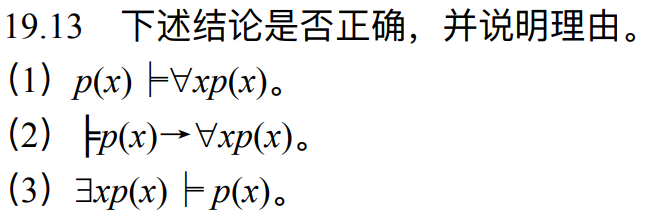 19.13 下述结论是否正确，并说明理由。
（1）p(x)╞∀xp(x)。
（2）╞p(x)→∀xp(x)。
（3）∃xp(x)╞ p(x)。